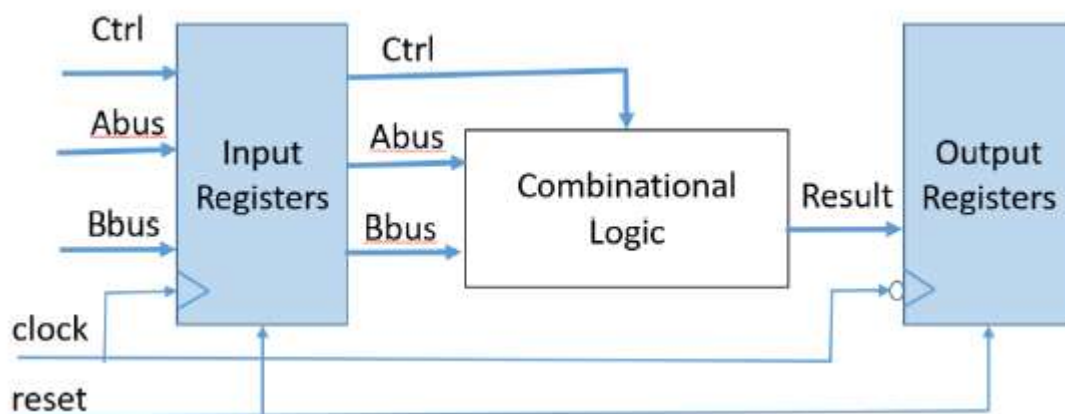 Ctrl
Ctrl
Abus
Abus
Input
Registers
Combinational
Logic
Output
Registers
Result
Bbus
Bbus
clock
reset